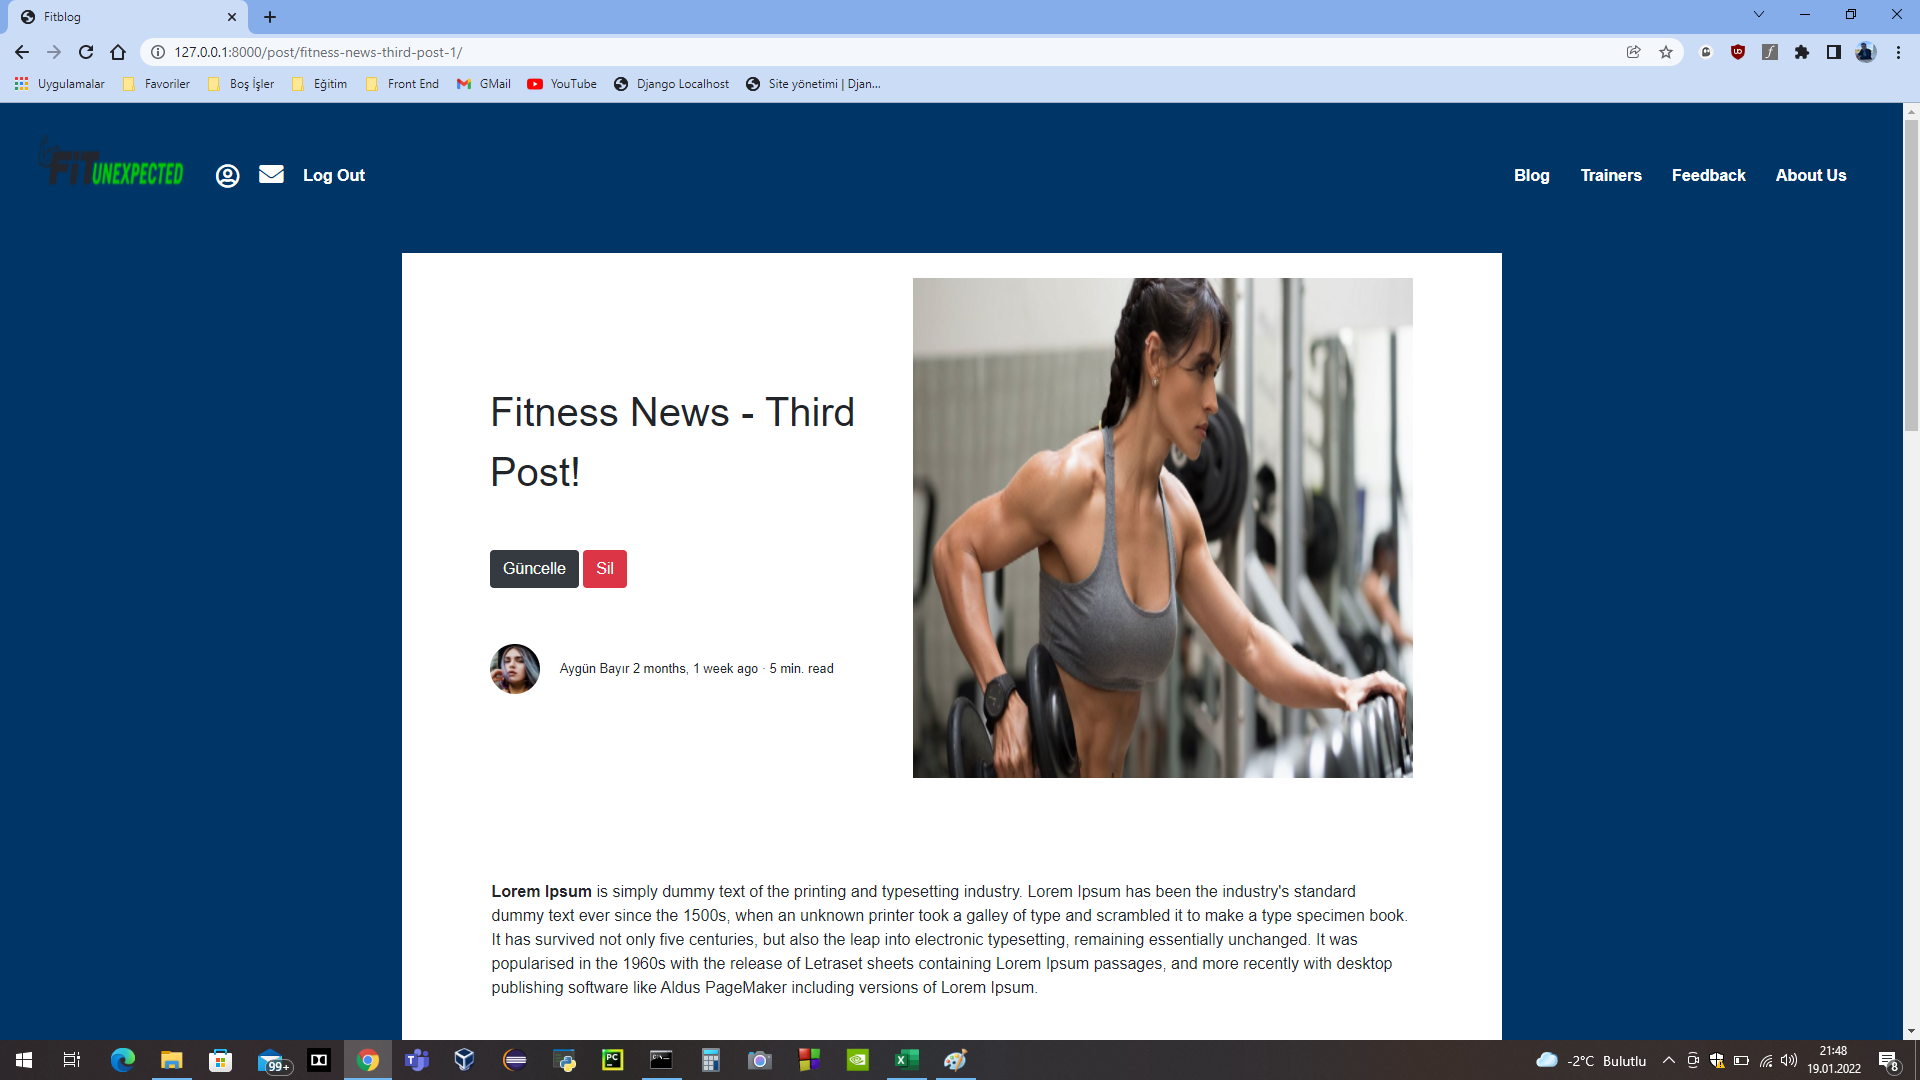 Fitblog
127.0.0.1:8000/post/fitness-news-third-post-1/
Uygulamalar Favoriler Boş İşler Eğitim Front End GMail YouTube Django Localhost Site yönetimi | Djan...
FIT UNEXPECTED Log Out Blog Trainers Feedback About Us
Fitness News - Third
Post!
Güncelle Sil
Aygün Bayır 2 months, 1 week ago · 5 min. read
Lorem Ipsum is simply dummy text of the printing and typesetting industry. Lorem Ipsum has been the industry's standard
dummy text ever since the 1500s, when an unknown printer took a galley of type and scrambled it to make a type specimen book.
It has survived not only five centuries, but also the leap into electronic typesetting, remaining essentially unchanged. It was
popularised in the 1960s with the release of Letraset sheets containing Lorem Ipsum passages, and more recently with desktop
publishing software like Aldus PageMaker including versions of Lorem Ipsum.
99+ -2°C Bulutlu 21:48
19.01.2022 8